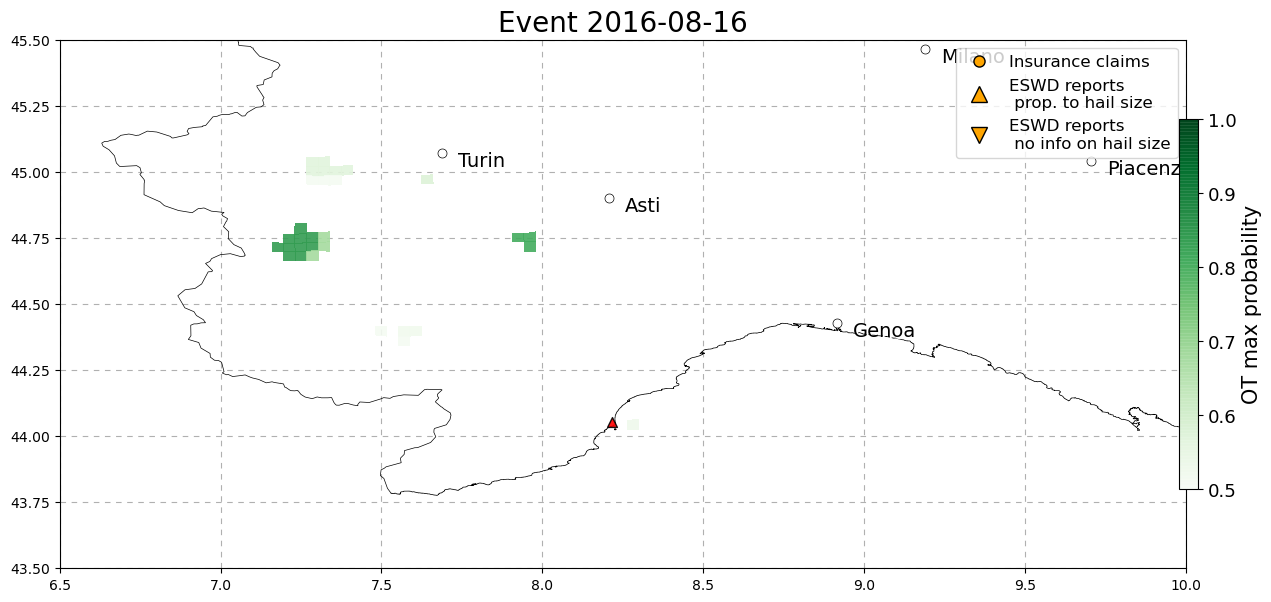 Event 2016-08-16
45.50
45.25
45.00
44.75
44.50
44.25
44.00
43.75
43.50
6.5
7.0
7.5
8.0
8.5
9.0
9.5
10.0
Milano
Turin
Asti
Genoa
Piacenz
Insurance claims
ESWD reports
prop. to hail size
ESWD reports
no info on hail size
1.0
0.9
0.8
0.7
0.6
0.5
OT max probability